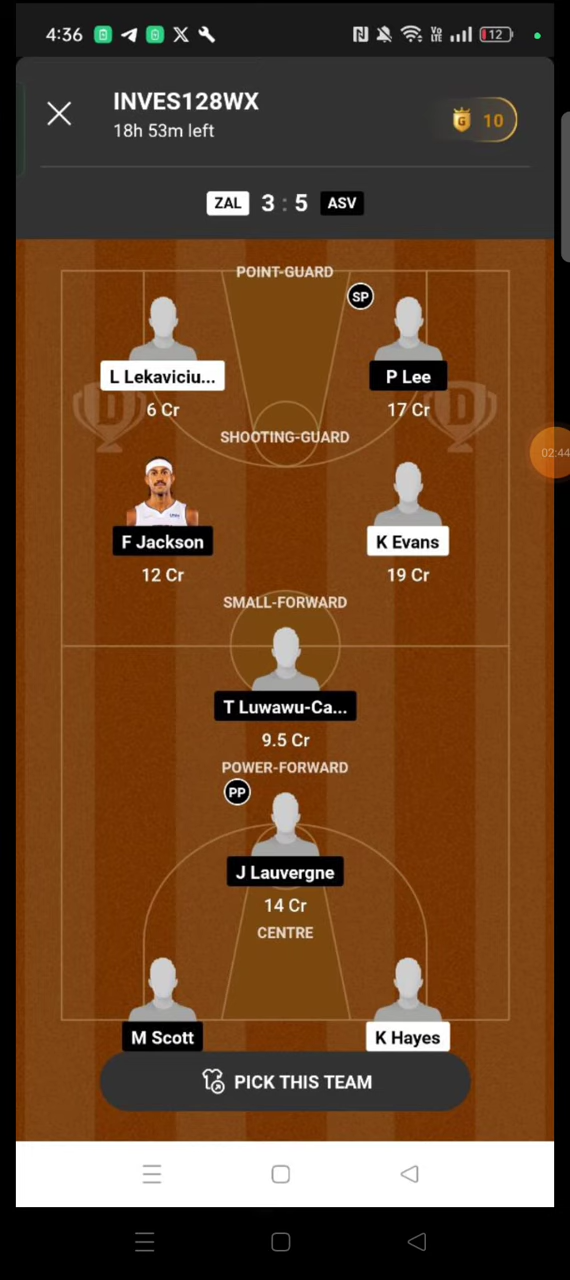 4:36
VO LTE
12
INVES128WX
18h 53m left
G 10
ZAL 3 : 5 ASV
POINT-GUARD
SP
L Lekaviciu... P Lee
6 Cr 17 Cr
D D
SHOOTING-GUARD
02:44
F Jackson K Evans
12 Cr 19 Cr
SMALL-FORWARD
T Luwawu-Ca...
9.5 Cr
POWER-FORWARD
PP
J Lauvergne
14 Cr
CENTRE
M Scott K Hayes
PICK THIS TEAM